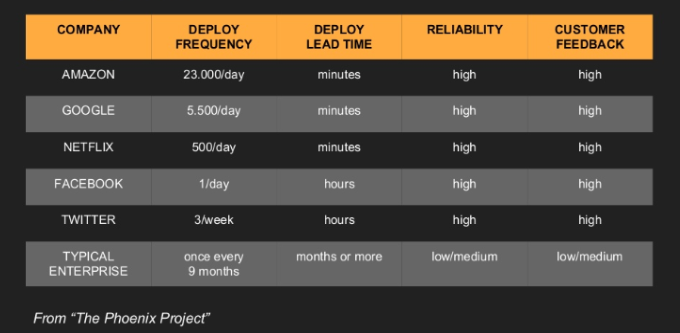 COMPANY DEPLOY FREQUENCY DEPLOY LEAD TIME RELIABILITY CUSTOMER FEEDBACK
AMAZON 23.000/day minutes high high
GOOGLE 5.500/day minutes high high
NETFLIX 500/day minutes high high
FACEBOOK 1/day hours high high
TWITTER 3/week hours high high
TYPICAL ENTERPRISE once every 9 months months or more low/medium low/medium
From “The Phoenix Project”